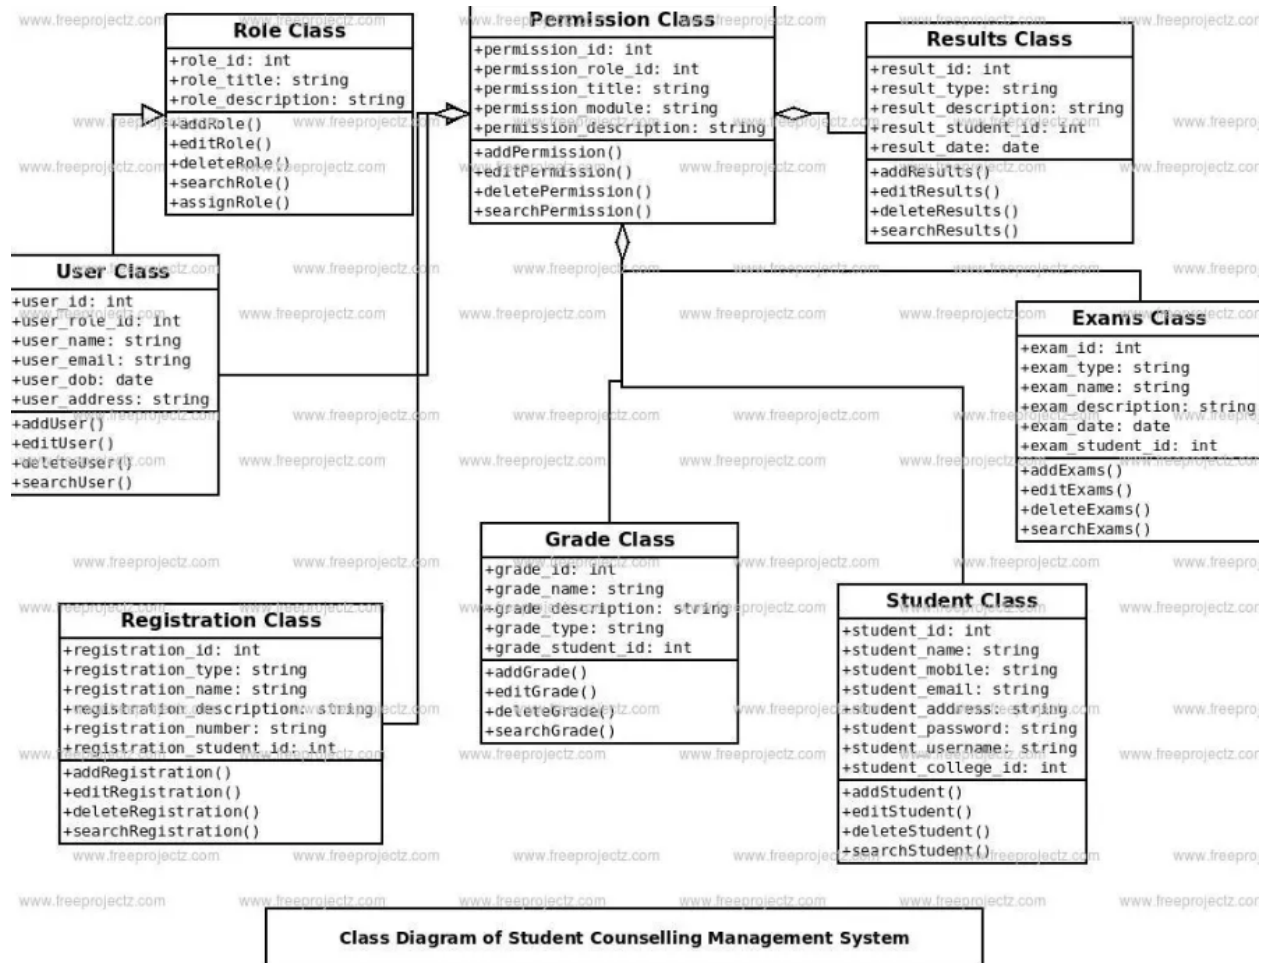 Role Class
+role_id: int
+role_title: string
+role_description: string
+addRole()
+editRole()
+deleteRole()
+searchRole()
+assignRole()
Permission Class
+permission_id: int
+permission_role_id: int
+permission_title: string
+permission_module: string
+permission_description: string
+addPermission()
+editPermission()
+deletePermission()
+searchPermission()
Results Class
+result_id: int
+result_type: string
+result_description: string
+result_student_id: int
+result_date: date
+addResults()
+editResults()
+deleteResults()
+searchResults()
User Class
+user_id: int
+user_role_id: int
+user_name: string
+user_email: string
+user_dob: date
+user_address: string
+addUser()
+editUser()
+deleteUser()
+searchUser()
Exams Class
+exam_id: int
+exam_type: string
+exam_name: string
+exam_description: string
+exam_date: date
+exam_student_id: int
+addExams()
+editExams()
+deleteExams()
+searchExams()
Grade Class
+grade_id: int
+grade_name: string
+grade_description: string
+grade_type: string
+grade_student_id: int
+addGrade()
+editGrade()
+deleteGrade()
+searchGrade()
Registration Class
+registration_id: int
+registration_type: string
+registration_name: string
+registration_description: string
+registration_number: string
+registration_student_id: int
+addRegistration()
+editRegistration()
+deleteRegistration()
+searchRegistration()
Student Class
+student_id: int
+student_name: string
+student_mobile: string
+student_email: string
+student_address: string
+student_password: string
+student_username: string
+student_college_id: int
+addStudent()
+editStudent()
+deleteStudent()
+searchStudent()
Class Diagram of Student Counselling Management System
www.freeprojectz.com